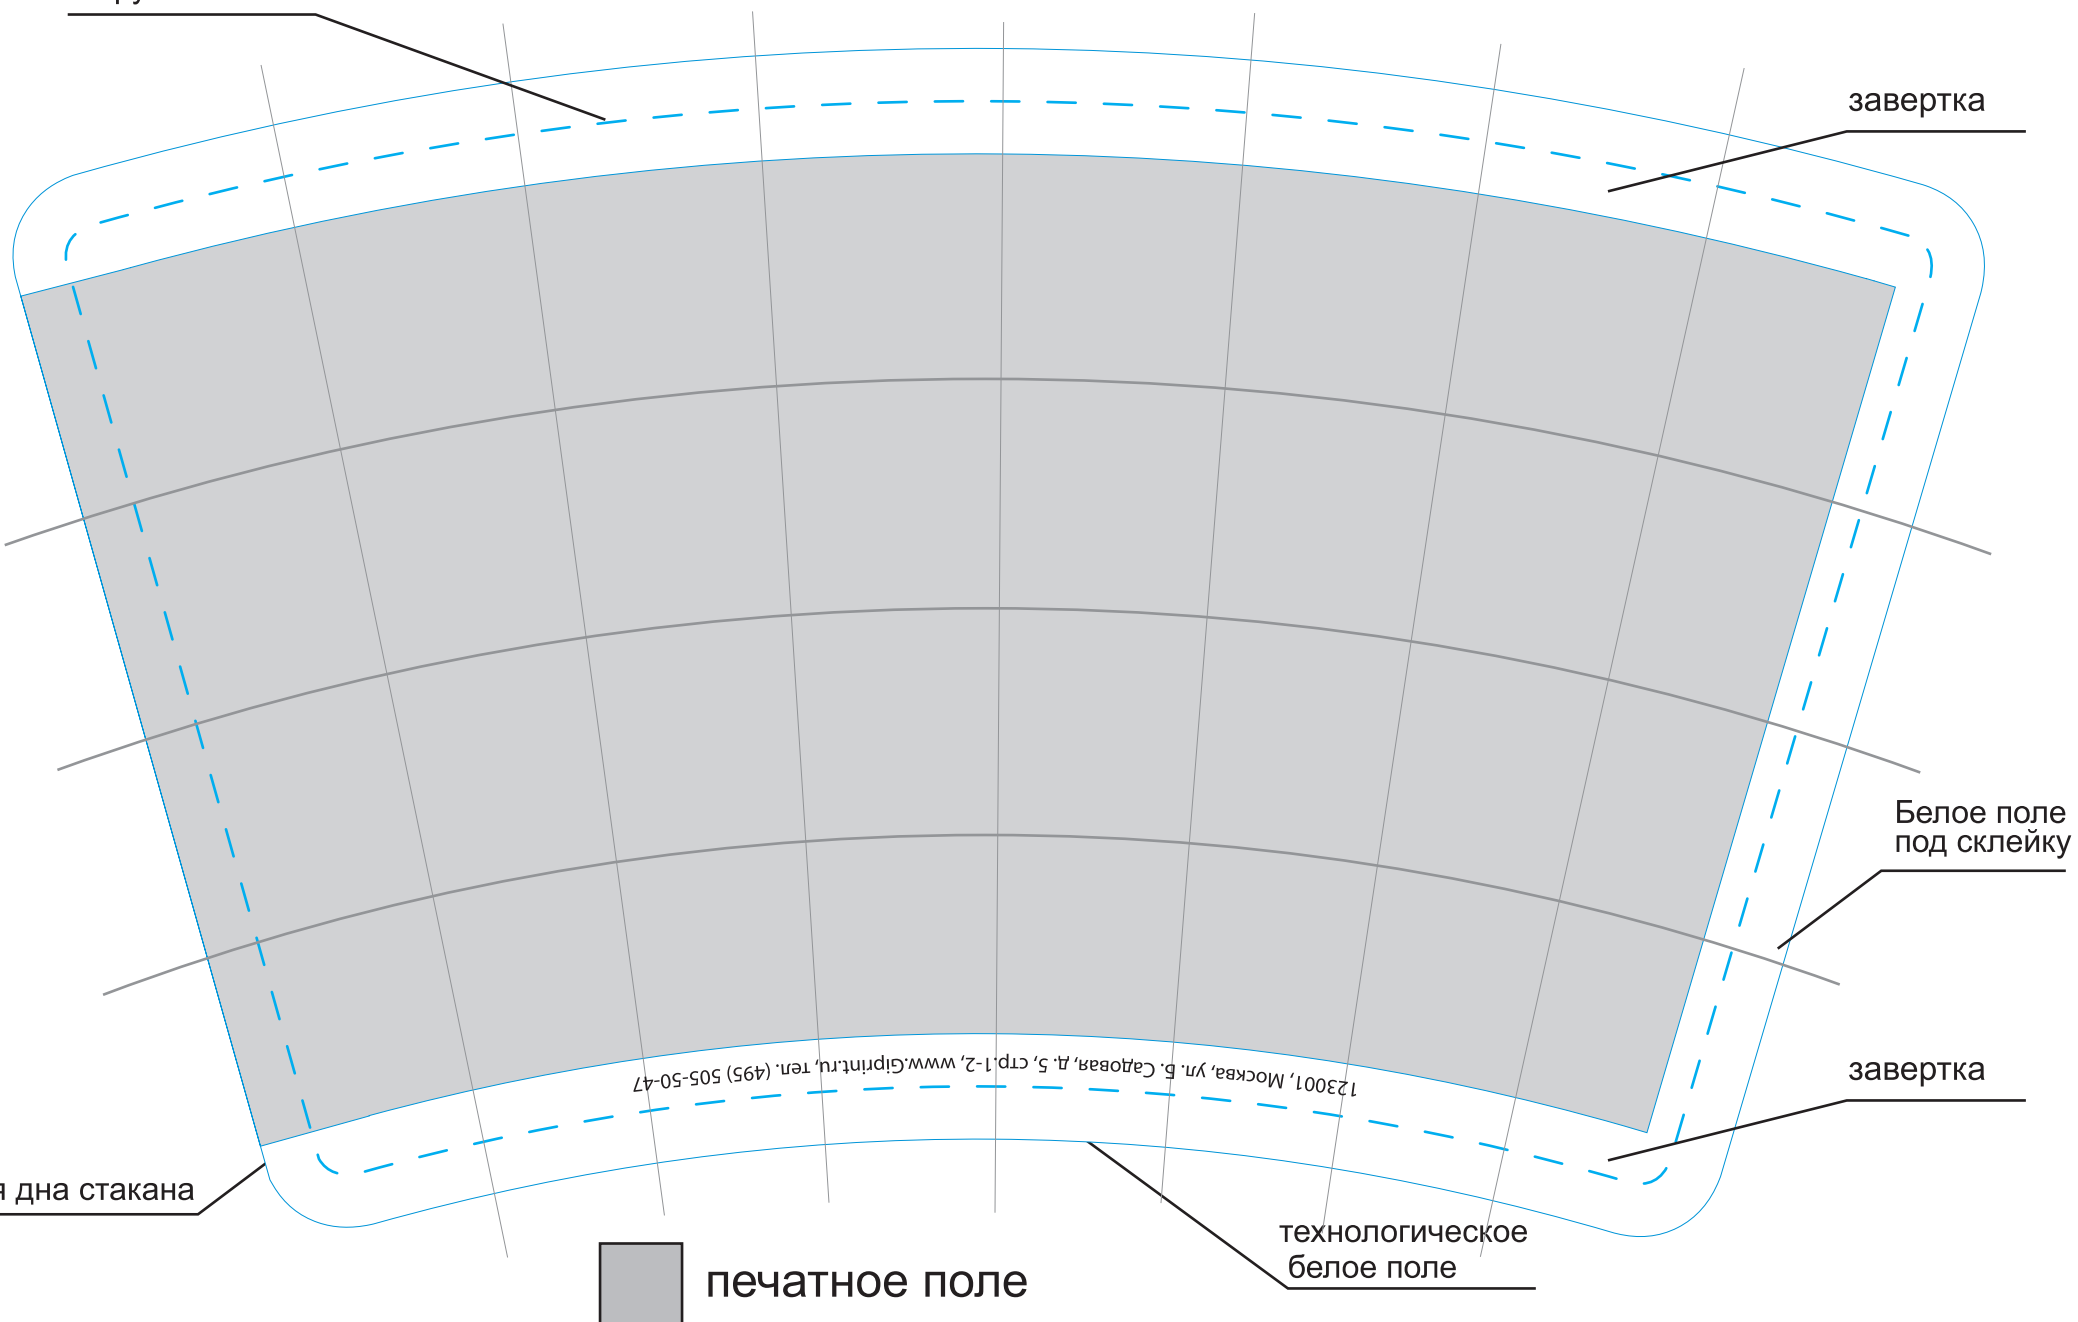 завертка
Белое поле
под склейку
123001, Москва, ул. Б. Садовая, д. 5, стр.1-2, www.Giprint.ru, тел. (495) 505-50-47
завертка
дна стакана
технологическое
белое поле
печатное поле